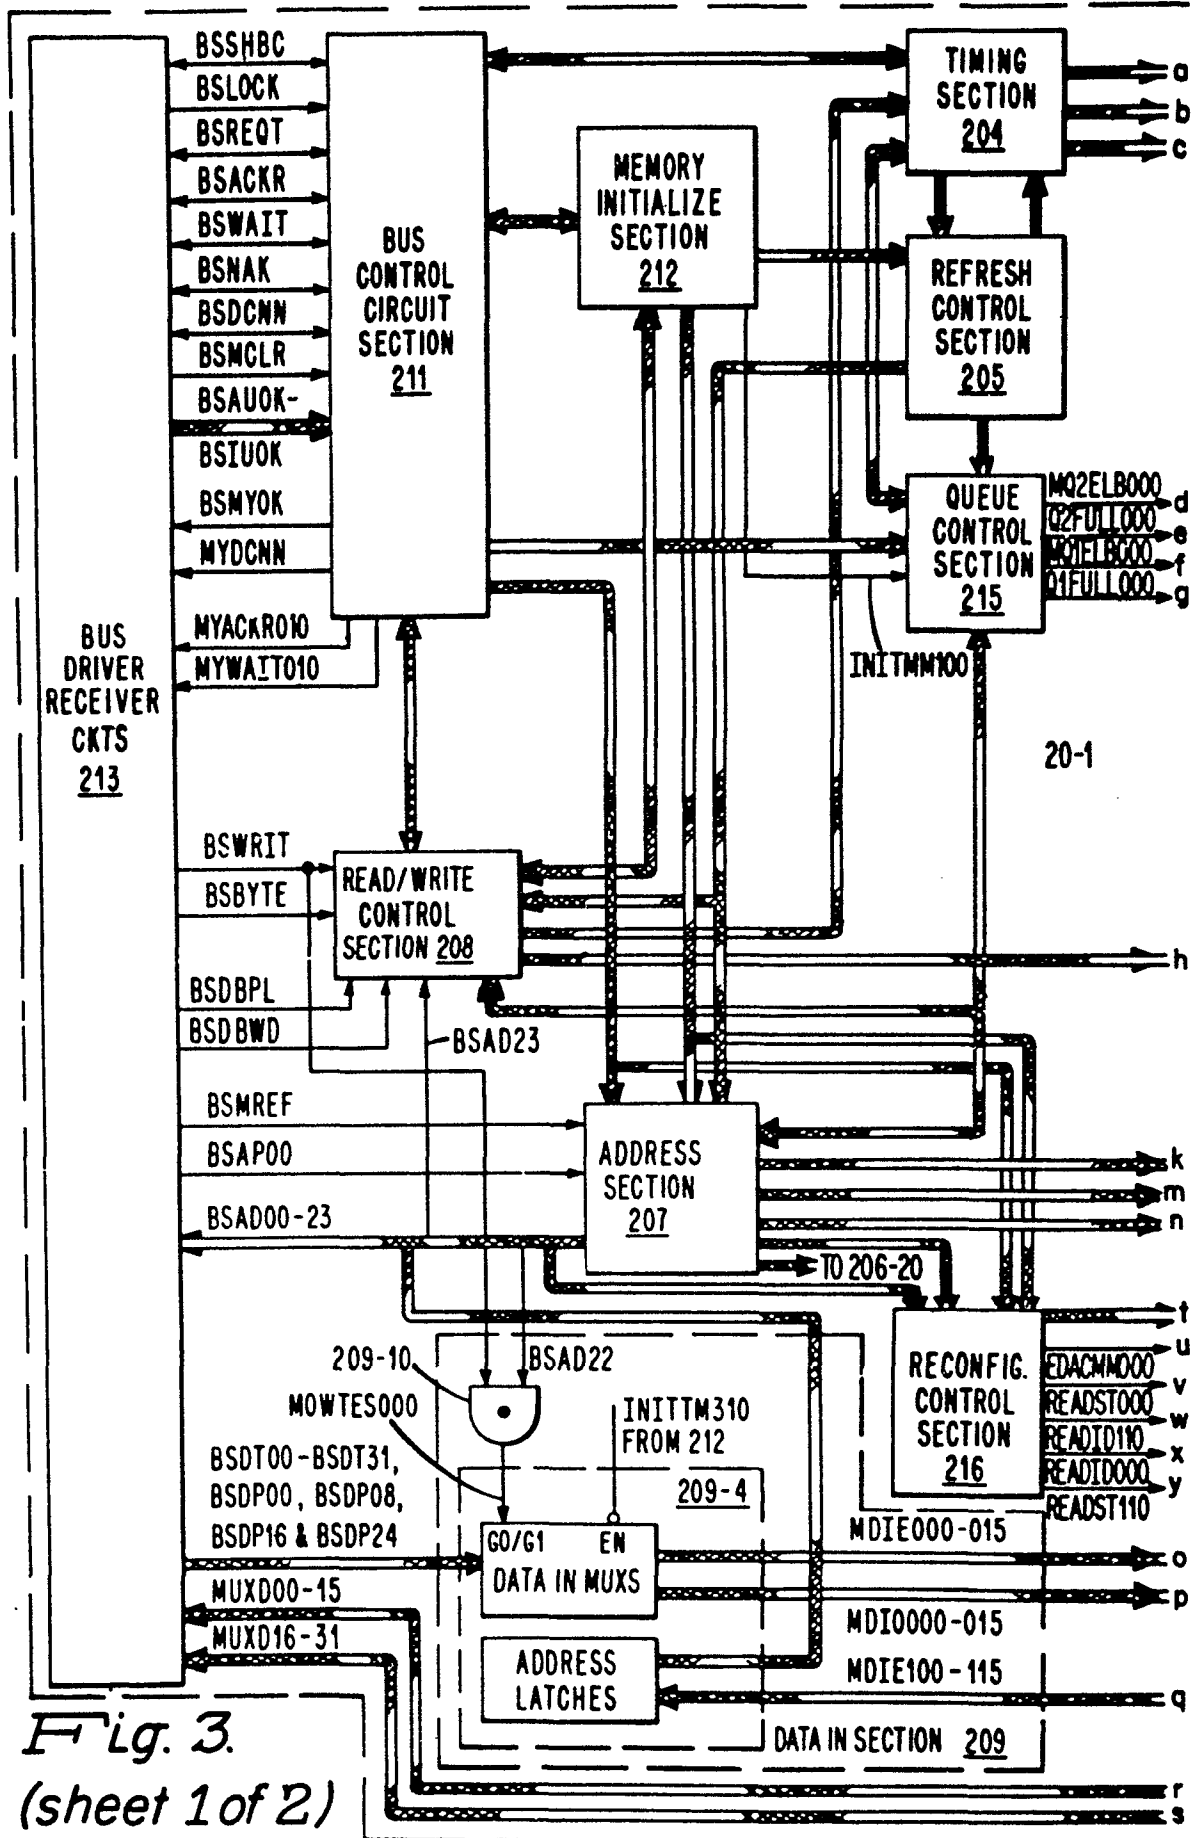 BSSHBC
BSLOCK
BSREQT
BSACKR
BSWAIT
BSNAK
BSDCNN
BSMCLR
BSAUOK-
BSIUOK
BSMYOK
MYDCNN
MYACKR010
MYWAIT010
BUS
DRIVER
RECEIVER
CKTS
213
BUS
CONTROL
CIRCUIT
SECTION
211
MEMORY
INITIALIZE
SECTION
212
TIMING
SECTION
204
a
b
c
REFRESH
CONTROL
SECTION
205
QUEUE
CONTROL
SECTION
215
MQ2ELB000
d
Q2FULL000
e
MQ1ELB000
f
Q1FULL000
g
INITMM100
20-1
BSWRIT
BSBYTE
READ/WRITE
CONTROL
SECTION 208
h
BSDBPL
BSDBWD
BSAD23
BSMREF
BSAP00
BSAD00-23
ADDRESS
SECTION
207
k
m
n
TO 206-20
RECONFIG.
CONTROL
SECTION
216
t
u
EDACMM000
v
READST000
w
READID110
x
READID000
y
READST110
209-10
BSAD22
MOWTES000
INITTM310
FROM 212
BSDT00-BSDT31,
BSDP00, BSDP08,
BSDP16 & BSDP24
209-4
G0/G1 EN
DATA IN MUXS
MDIE000-015
o
p
MDIO000-015
MUXD00-15
MUXD16-31
ADDRESS
LATCHES
MDIE100-115
q
DATA IN SECTION 209
r
s
Fig. 3.
(sheet 1 of 2)